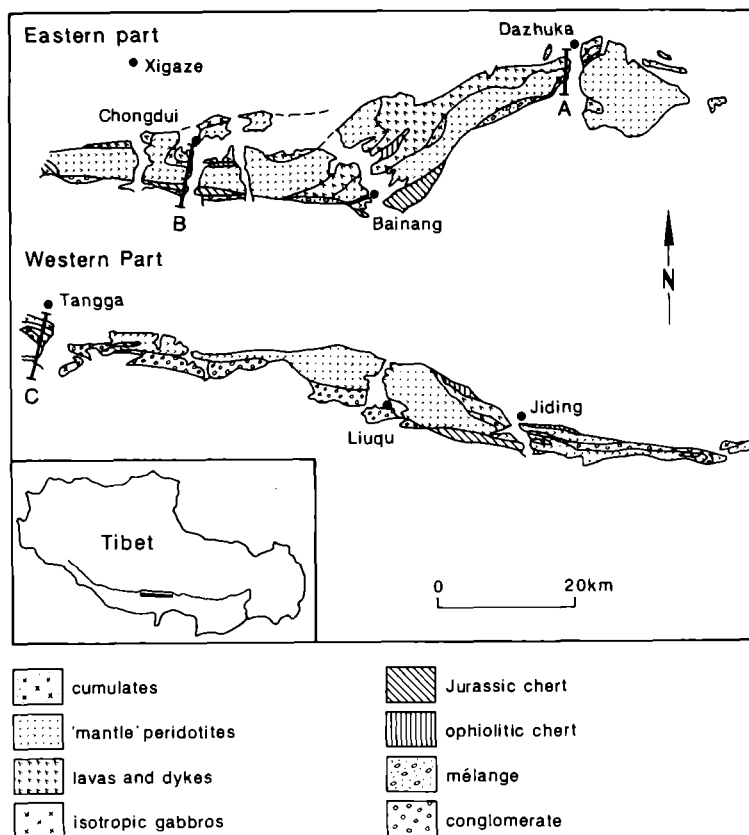 Eastern part
Dazhuka
Xigaze
Chongdui
A
B
Bainang
Western Part
N
Tangga
C
Jiding
Liuqu
Tibet
0 20km
cumulates
'mantle' peridotites
lavas and dykes
isotropic gabbros
Jurassic chert
ophiolitic chert
mélange
conglomerate